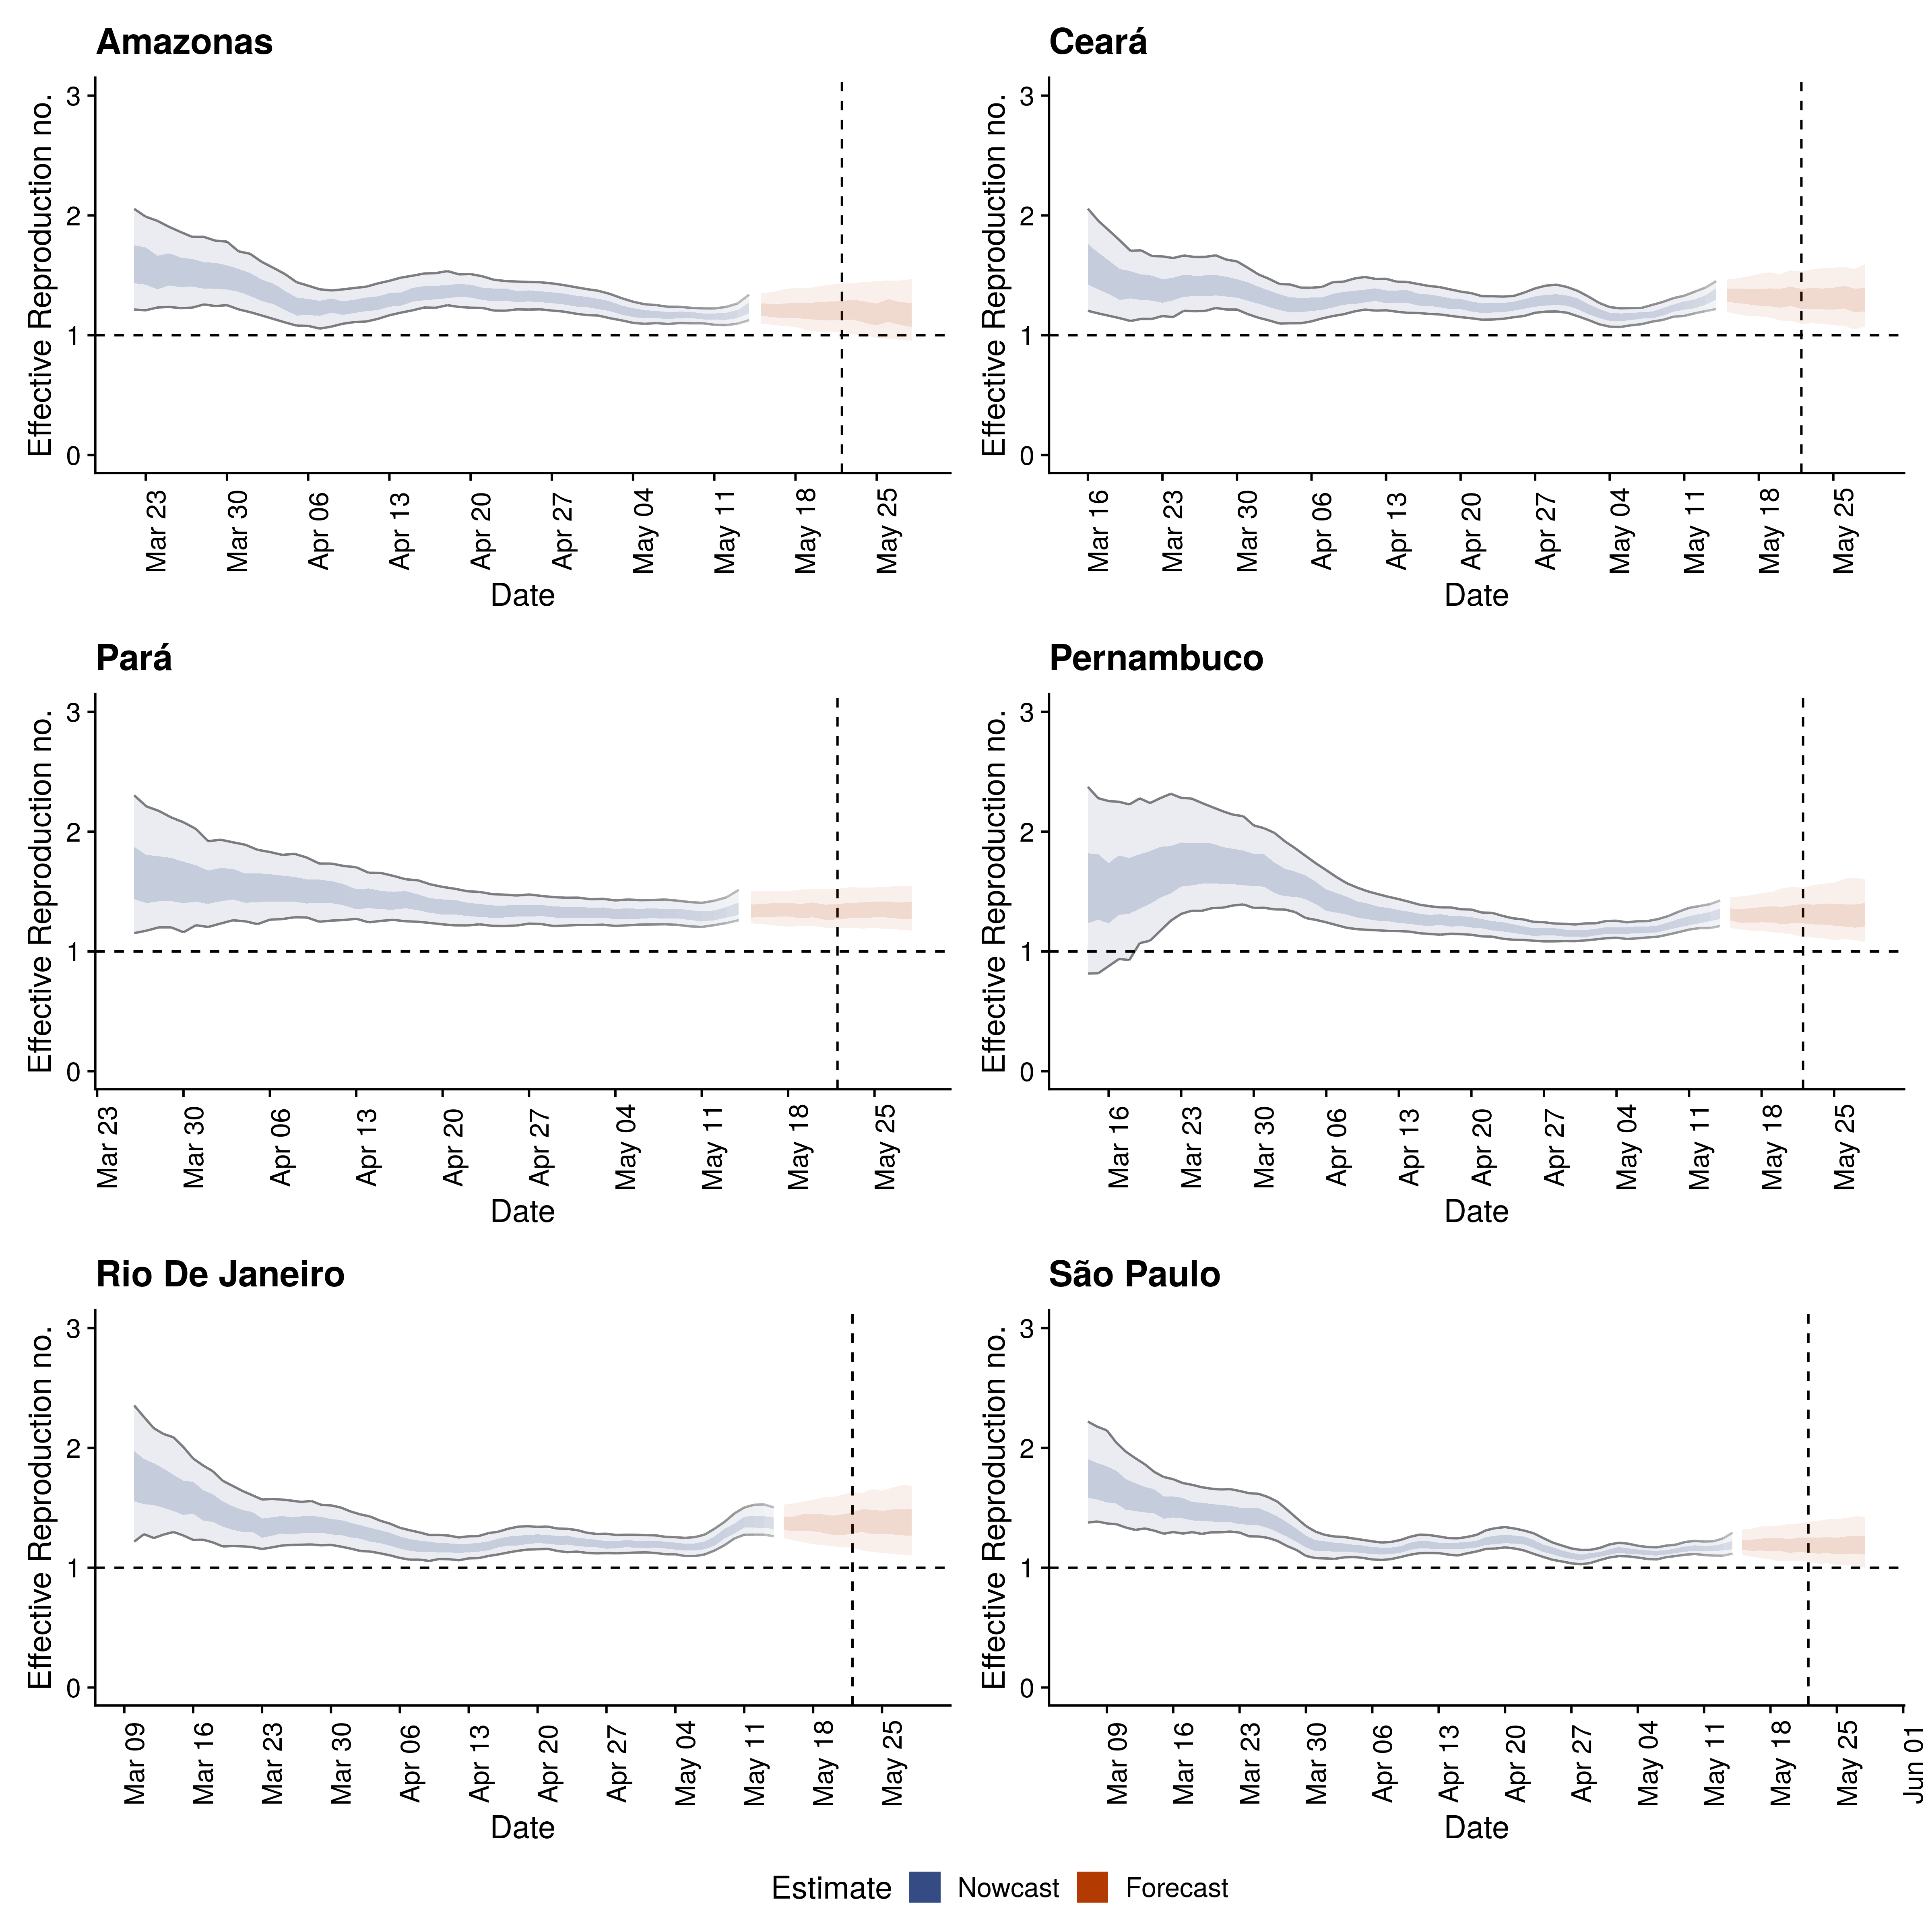 Amazonas
Effective Reproduction no.
3
2
1
0
Mar 23 Mar 30 Apr 06 Apr 13 Apr 20 Apr 27 May 04 May 11 May 18 May 25
Date
Ceará
Effective Reproduction no.
3
2
1
0
Mar 16 Mar 23 Mar 30 Apr 06 Apr 13 Apr 20 Apr 27 May 04 May 11 May 18 May 25
Date
Pará
Effective Reproduction no.
3
2
1
0
Mar 23 Mar 30 Apr 06 Apr 13 Apr 20 Apr 27 May 04 May 11 May 18 May 25
Date
Pernambuco
Effective Reproduction no.
3
2
1
0
Mar 16 Mar 23 Mar 30 Apr 06 Apr 13 Apr 20 Apr 27 May 04 May 11 May 18 May 25
Date
Rio De Janeiro
Effective Reproduction no.
3
2
1
0
Mar 09 Mar 16 Mar 23 Mar 30 Apr 06 Apr 13 Apr 20 Apr 27 May 04 May 11 May 18 May 25
Date
São Paulo
Effective Reproduction no.
3
2
1
0
Mar 09 Mar 16 Mar 23 Mar 30 Apr 06 Apr 13 Apr 20 Apr 27 May 04 May 11 May 18 May 25 Jun 01
Date
Estimate Nowcast Forecast